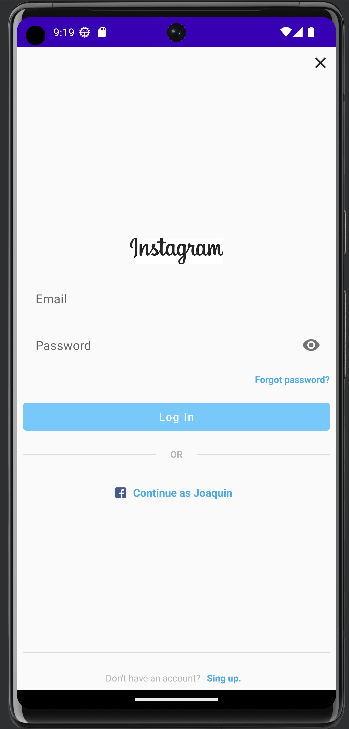 9:19
Instagram
Email
Password
Forgot password?
Log In
OR
Continue as Joaquin
Don't have an account? Sing up.